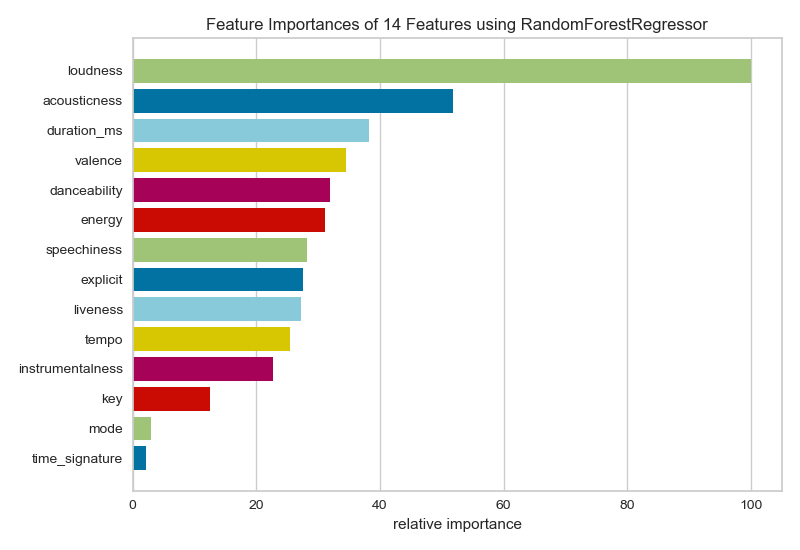 Feature Importances of 14 Features using RandomForestRegressor
loudness
acousticness
duration_ms
valence
danceability
energy
speechiness
explicit
liveness
tempo
instrumentalness
key
mode
time_signature
0 20 40 60 80 100
relative importance